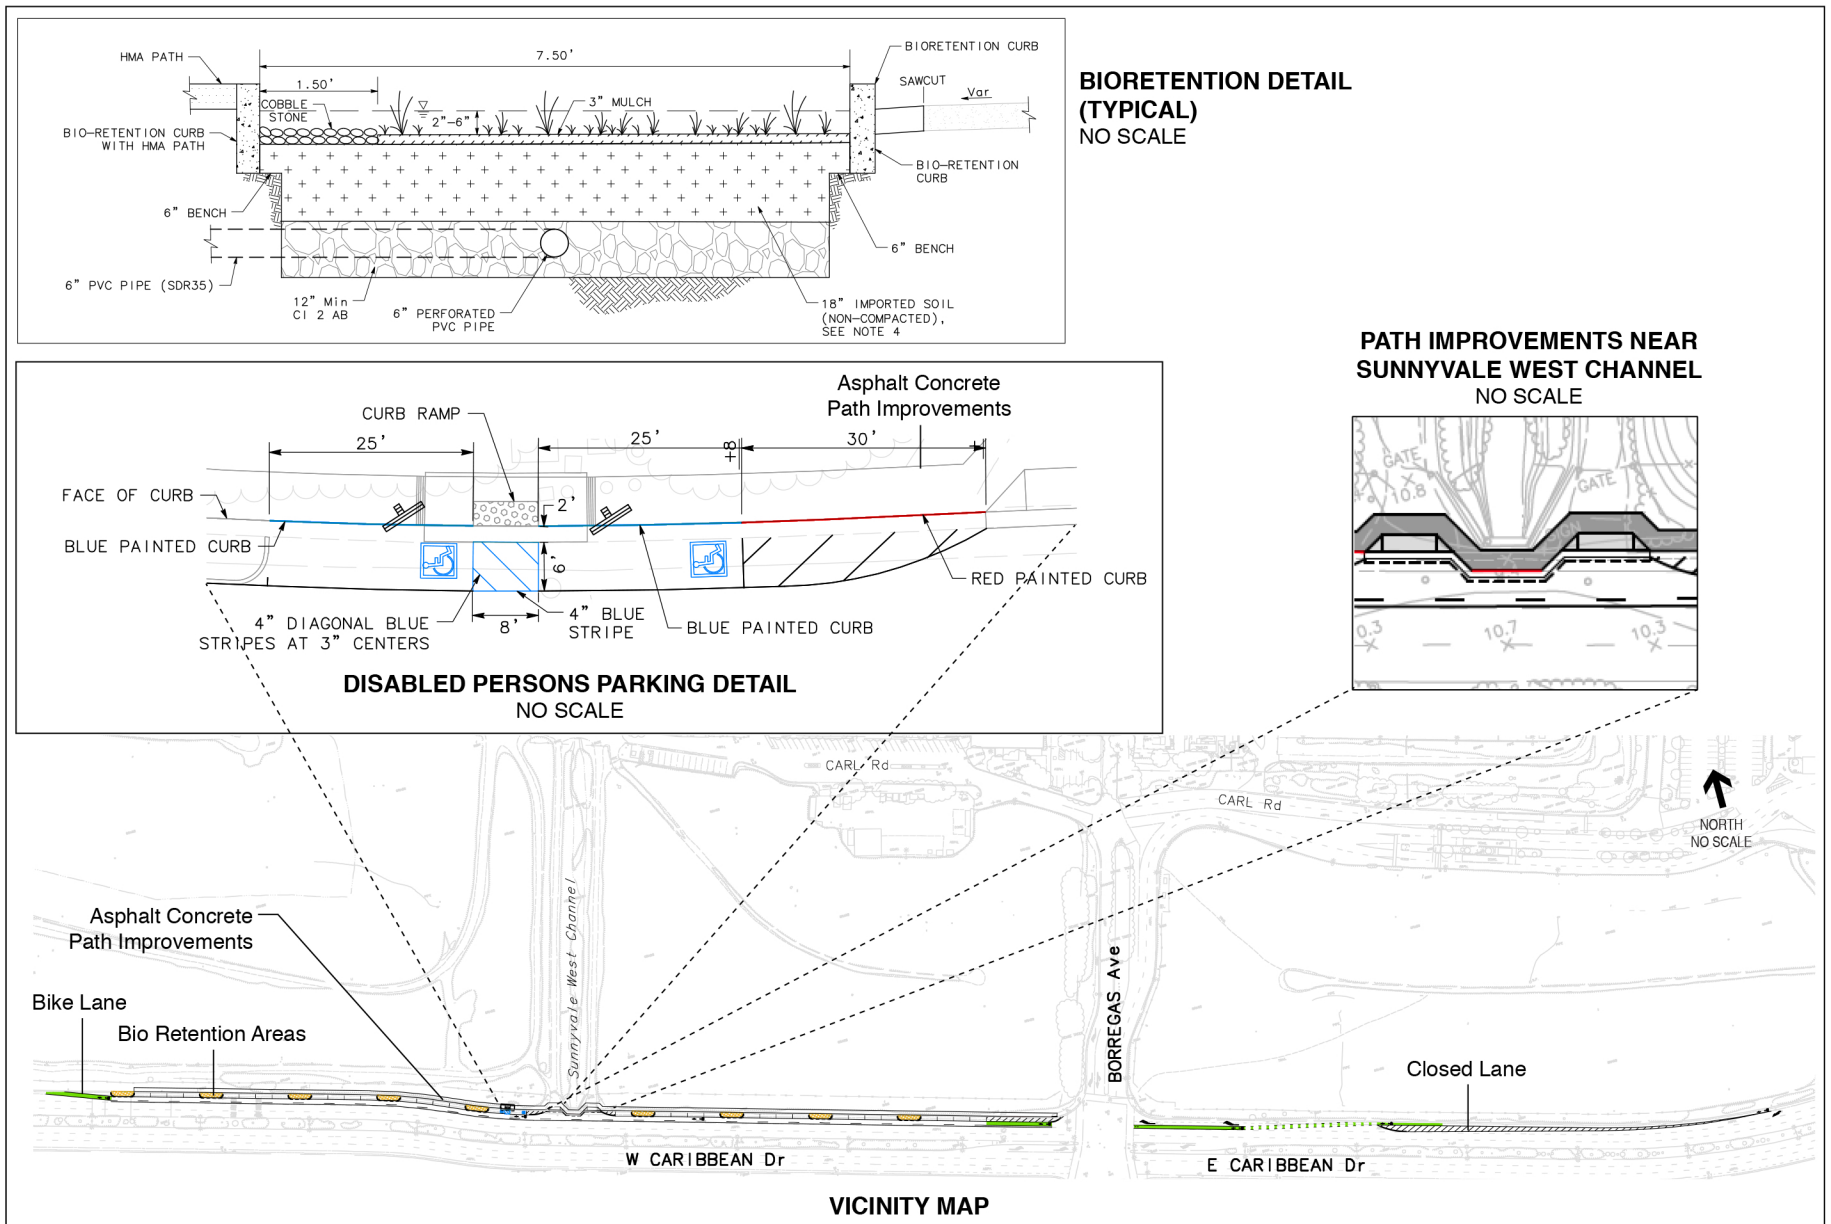 HMA PATH
7.50'
BIORETENTION CURB
1.50'
SAWCUT
Var
COBBLE
STONE
3" MULCH
2"-6"
BIO-RETENTION CURB
WITH HMA PATH
BIO-RETENTION
CURB
6" BENCH
6" BENCH
6" PVC PIPE (SDR35)
12" Min
Cl 2 AB
6" PERFORATED
PVC PIPE
18" IMPORTED SOIL
(NON-COMPACTED),
SEE NOTE 4
BIORETENTION DETAIL
(TYPICAL)
NO SCALE
PATH IMPROVEMENTS NEAR
SUNNYVALE WEST CHANNEL
NO SCALE
GATE
10.8
GATE
0.3
10.7
10.3
Asphalt Concrete
Path Improvements
CURB RAMP
25'
25'
+8
30'
FACE OF CURB
2'
BLUE PAINTED CURB
6'
RED PAINTED CURB
4" DIAGONAL BLUE
STRIPES AT 3" CENTERS
8'
4" BLUE
STRIPE
BLUE PAINTED CURB
DISABLED PERSONS PARKING DETAIL
NO SCALE
CARL Rd
CARL Rd
NORTH
NO SCALE
Asphalt Concrete
Path Improvements
Sunnyvale West Channel
BORREGAS Ave
Bike Lane
Bio Retention Areas
Closed Lane
W CARIBBEAN Dr
E CARIBBEAN Dr
VICINITY MAP